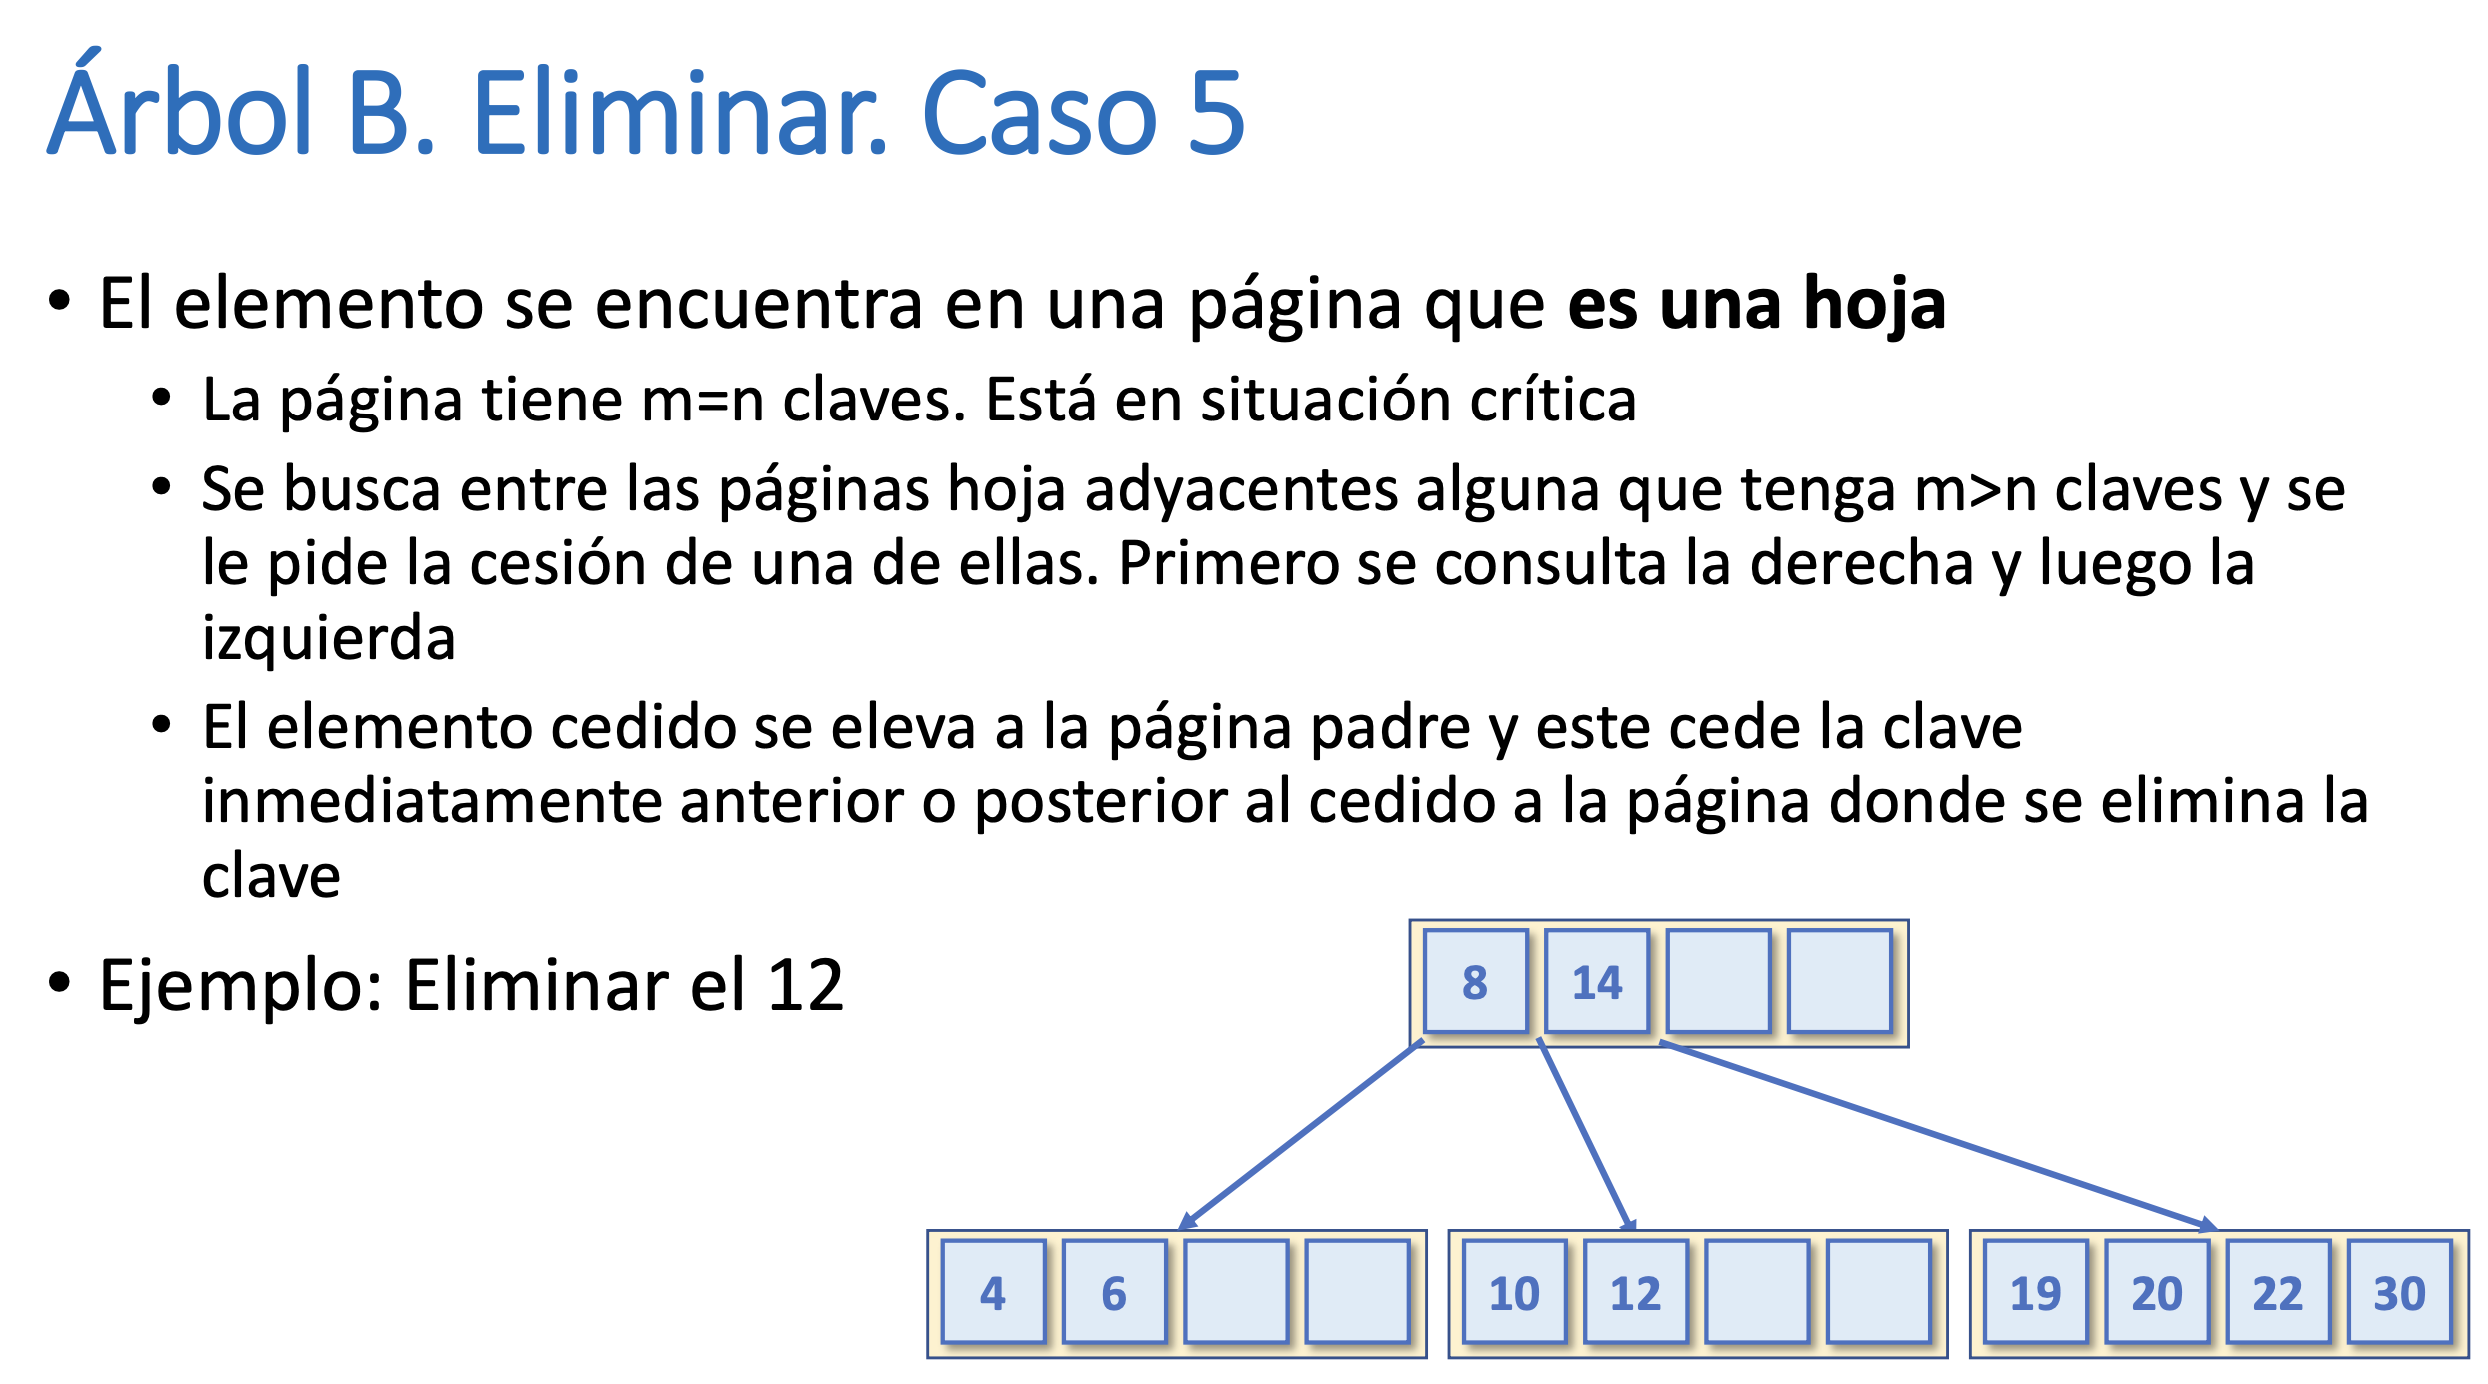 Árbol B. Eliminar. Caso 5
• El elemento se encuentra en una página que es una hoja
• La página tiene m=n claves. Está en situación crítica
• Se busca entre las páginas hoja adyacentes alguna que tenga m>n claves y se
le pide la cesión de una de ellas. Primero se consulta la derecha y luego la
izquierda
• El elemento cedido se eleva a la página padre y este cede la clave
inmediatamente anterior o posterior al cedido a la página donde se elimina la
clave
• Ejemplo: Eliminar el 12
8 14
4 6
10 12
19 20 22 30